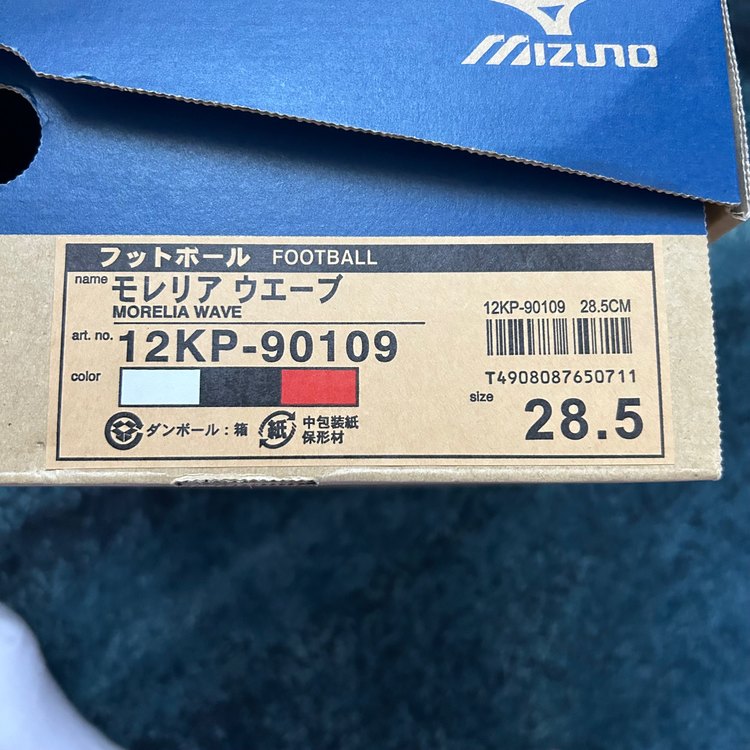 MIZUNO
フットボール FOOTBALL
name モレリア ウエーブ
MORELIA WAVE
art. no. 12KP-90109
color
ダンボール：箱 紙 中包装紙
保形材
12KP-90109 28.5CM
T4908087650711
size 28.5